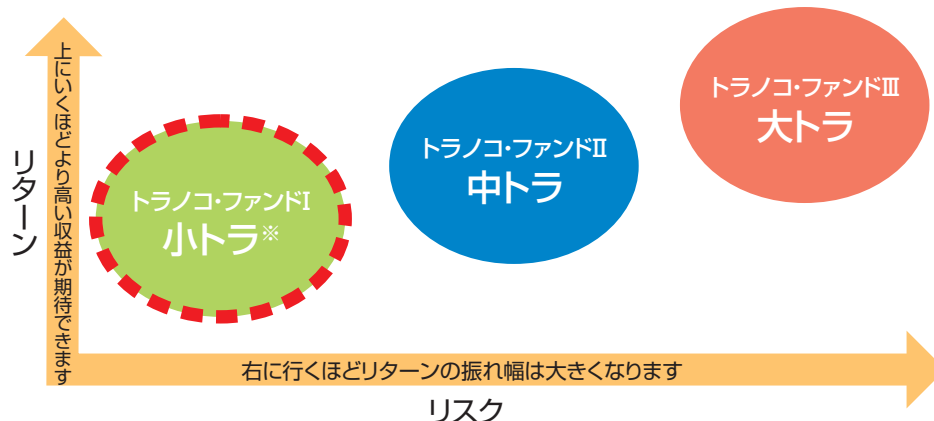 リターン
上にいくほどより高い収益が期待できます
トラノコ・ファンドⅠ
小トラ※
トラノコ・ファンドⅡ
中トラ
トラノコ・ファンドⅢ
大トラ
右に行くほどリターンの振れ幅は大きくなります
リスク